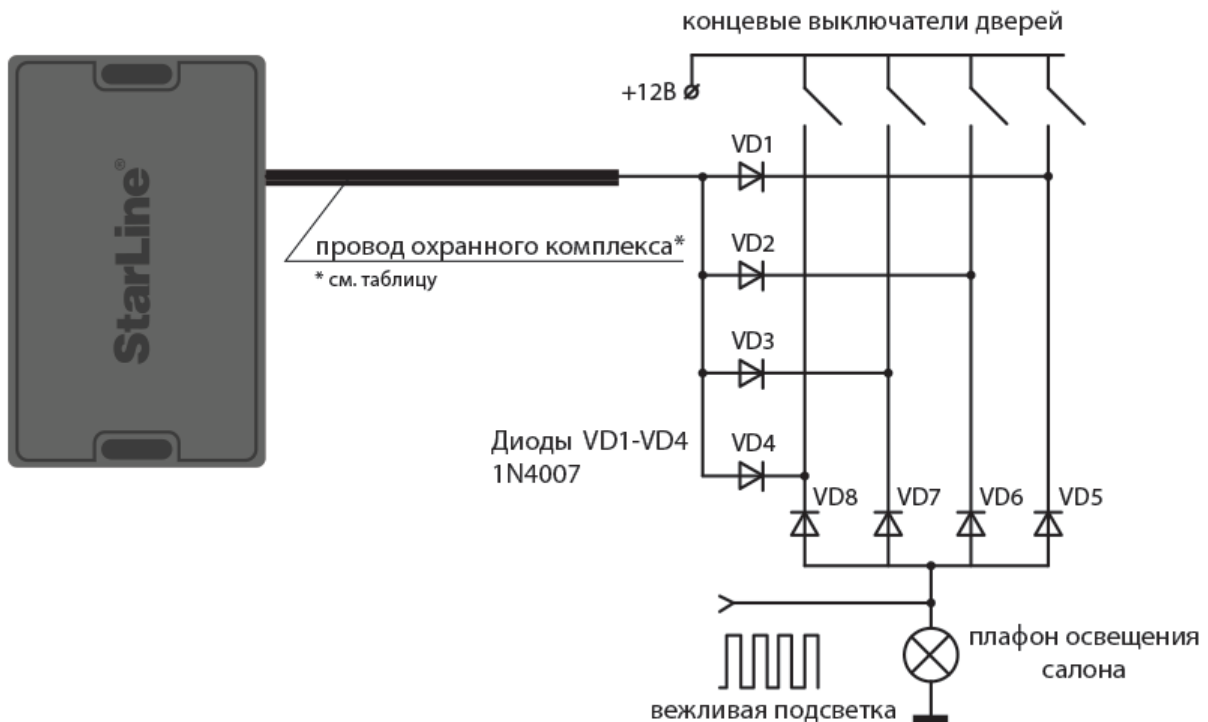 концевые выключатели дверей
+12В
VD1
StarLine®
провод охранного комплекса*
* см. таблицу
VD2
VD3
Диоды VD1-VD4
1N4007
VD4
VD8
VD7
VD6
VD5
плафон освещения
салона
вежливая подсветка